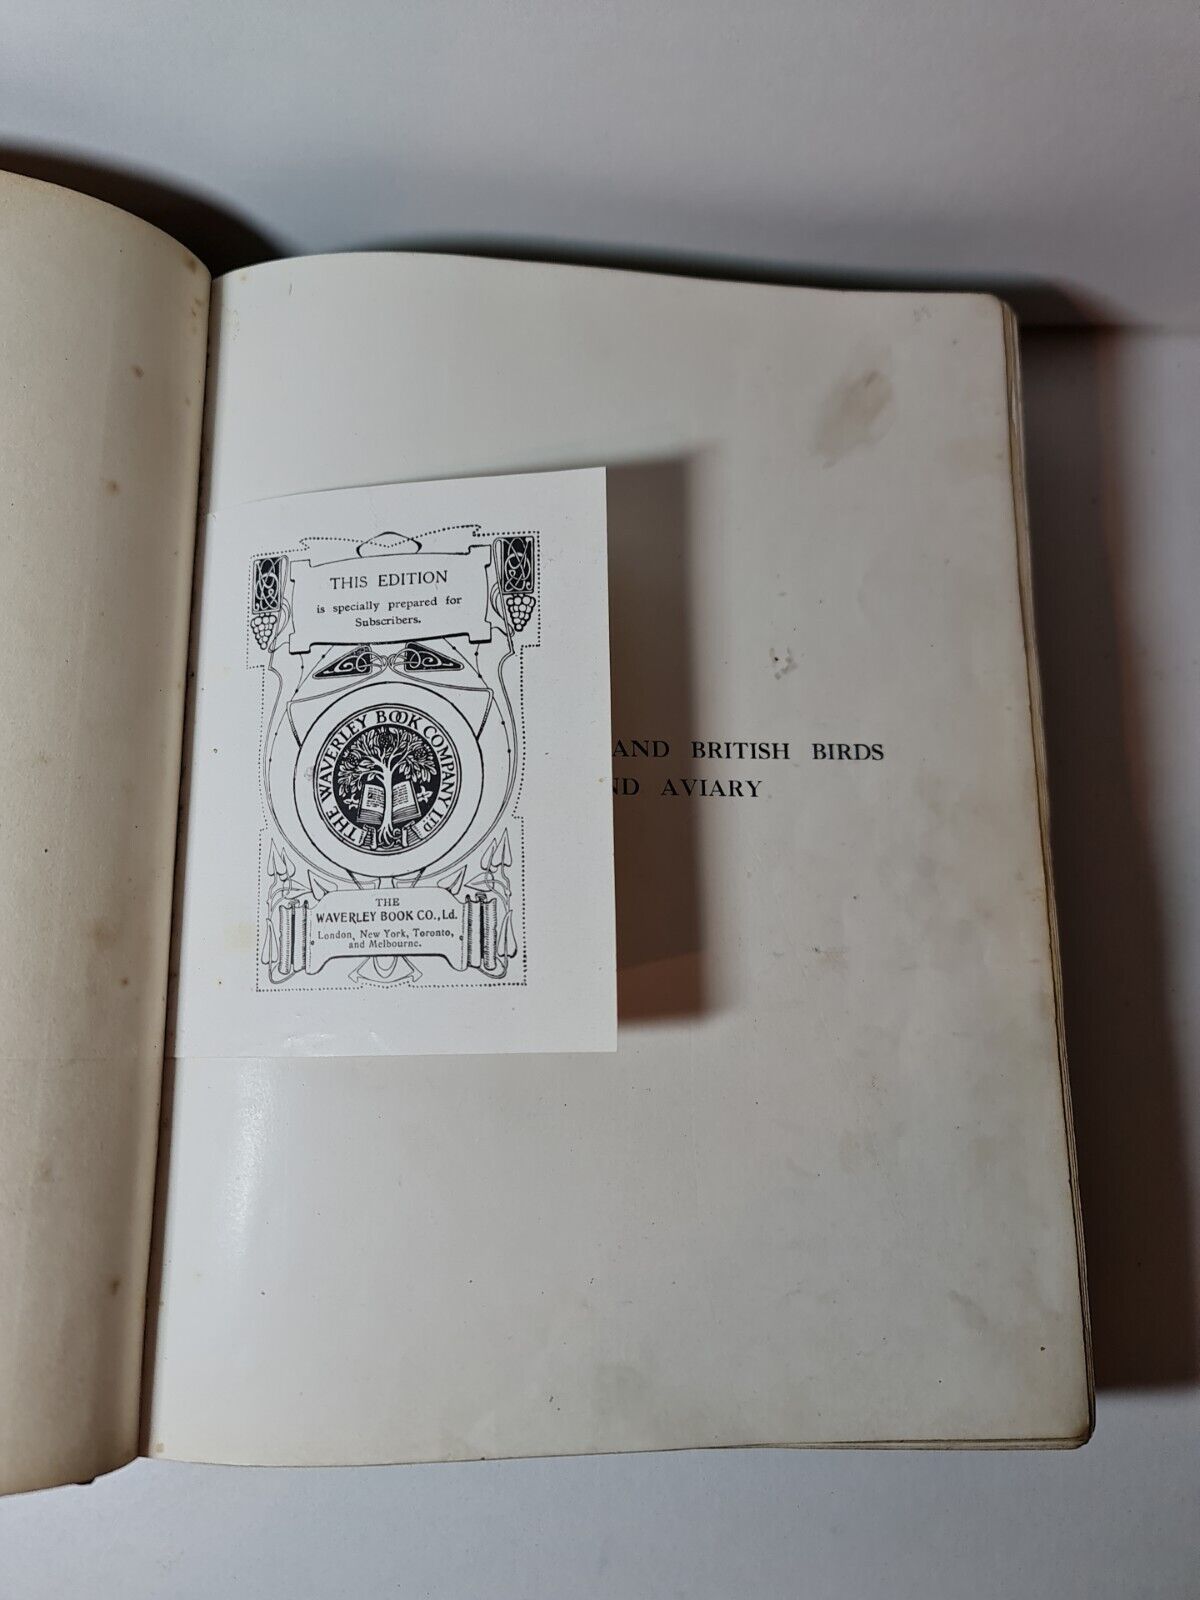 THIS EDITION
is specially prepared for
Subscribers.
THE WAVERLEY BOOK COMPANY LTD
THE
WAVERLEY BOOK CO., Ld.
London, New York, Toronto,
and Melbourne.
AND BRITISH BIRDS
ND AVIARY